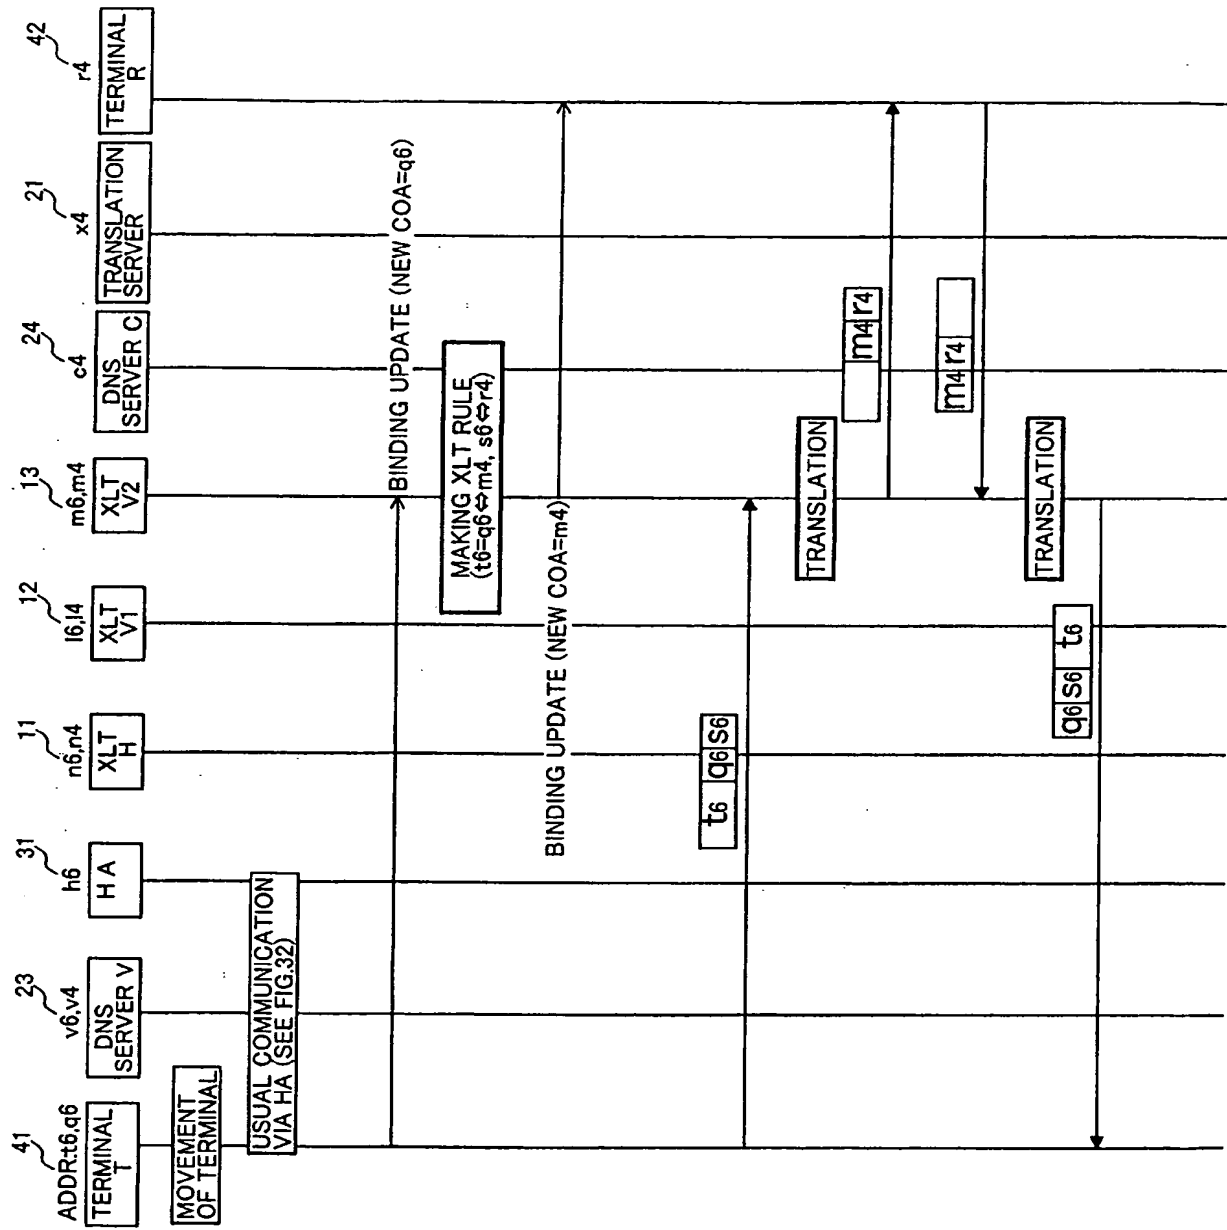 41
ADDR:t6,q6
TERMINAL
T
23
v6,v4
DNS
SERVER V
31
h6
H A
11
n6,n4
XLT
H
12
l6,l4
XLT
V1
13
m6,m4
XLT
V2
24
c4
DNS
SERVER C
21
x4
TRANSLATION
SERVER
42
r4
TERMINAL
R
MOVEMENT
OF TERMINAL
USUAL COMMUNICATION
VIA HA (SEE FIG.32)
BINDING UPDATE (NEW COA=q6)
MAKING XLT RULE
(t6=q6⇔m4, s6⇔r4)
BINDING UPDATE (NEW COA=m4)
t6 q6 s6
TRANSLATION
m4 r4
m4 r4
TRANSLATION
q6 s6 t6